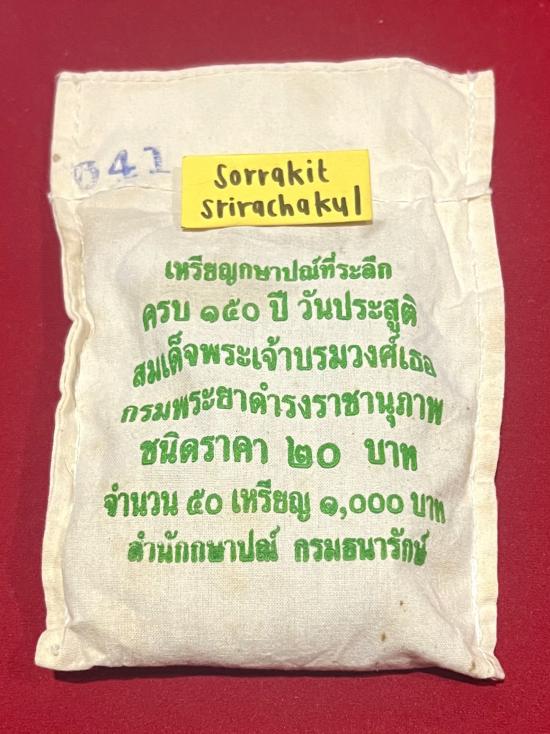 041
Sorrakit
srirachakul
เหรียญกษาปณ์ที่ระลึก
ครบ ๑๕๐ ปี วันประสูติ
สมเด็จพระเจ้าบรมวงศ์เธอ
กรมพระยาดำรงราชานุภาพ
ชนิดราคา ๒๐ บาท
จำนวน ๕๐ เหรียญ ๑,๐๐๐ บาท
สำนักกษาปณ์ กรมธนารักษ์